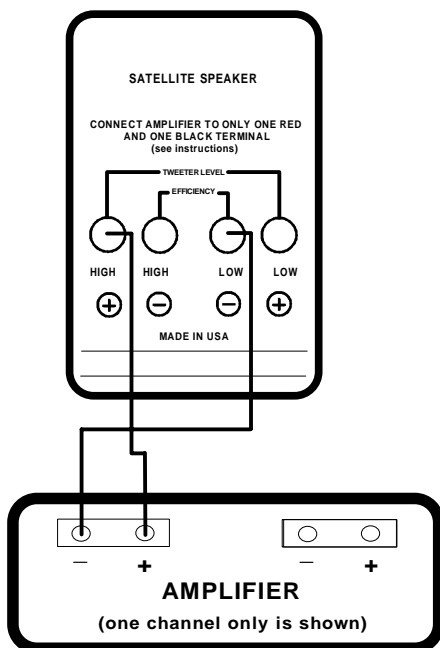 SATELLITE SPEAKER
CONNECT AMPLIFIER TO ONLY ONE RED
AND ONE BLACK TERMINAL
(see instructions)
TWEETER LEVEL
EFFICIENCY
HIGH HIGH LOW LOW
+ − − +
MADE IN USA
− + − +
AMPLIFIER
(one channel only is shown)